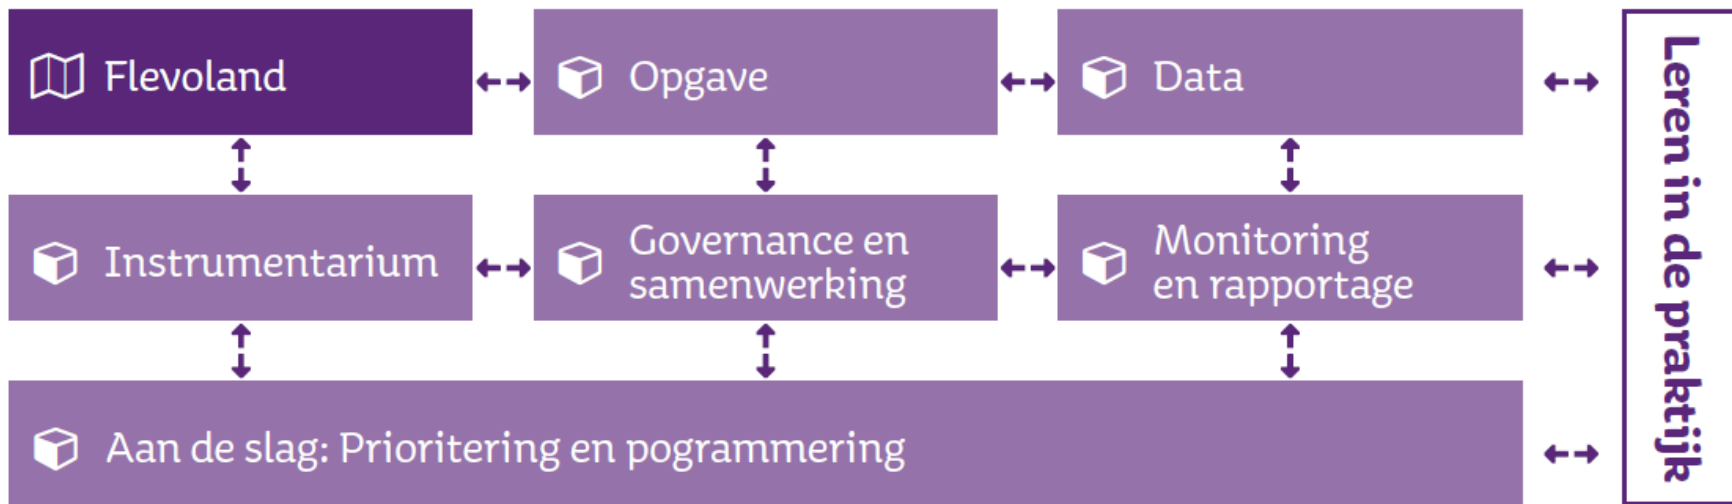 Flevoland
Opgave
Data
Instrumentarium
Governance en
samenwerking
Monitoring
en rapportage
Aan de slag: Prioritering en pogrammering
Leren in de praktijk